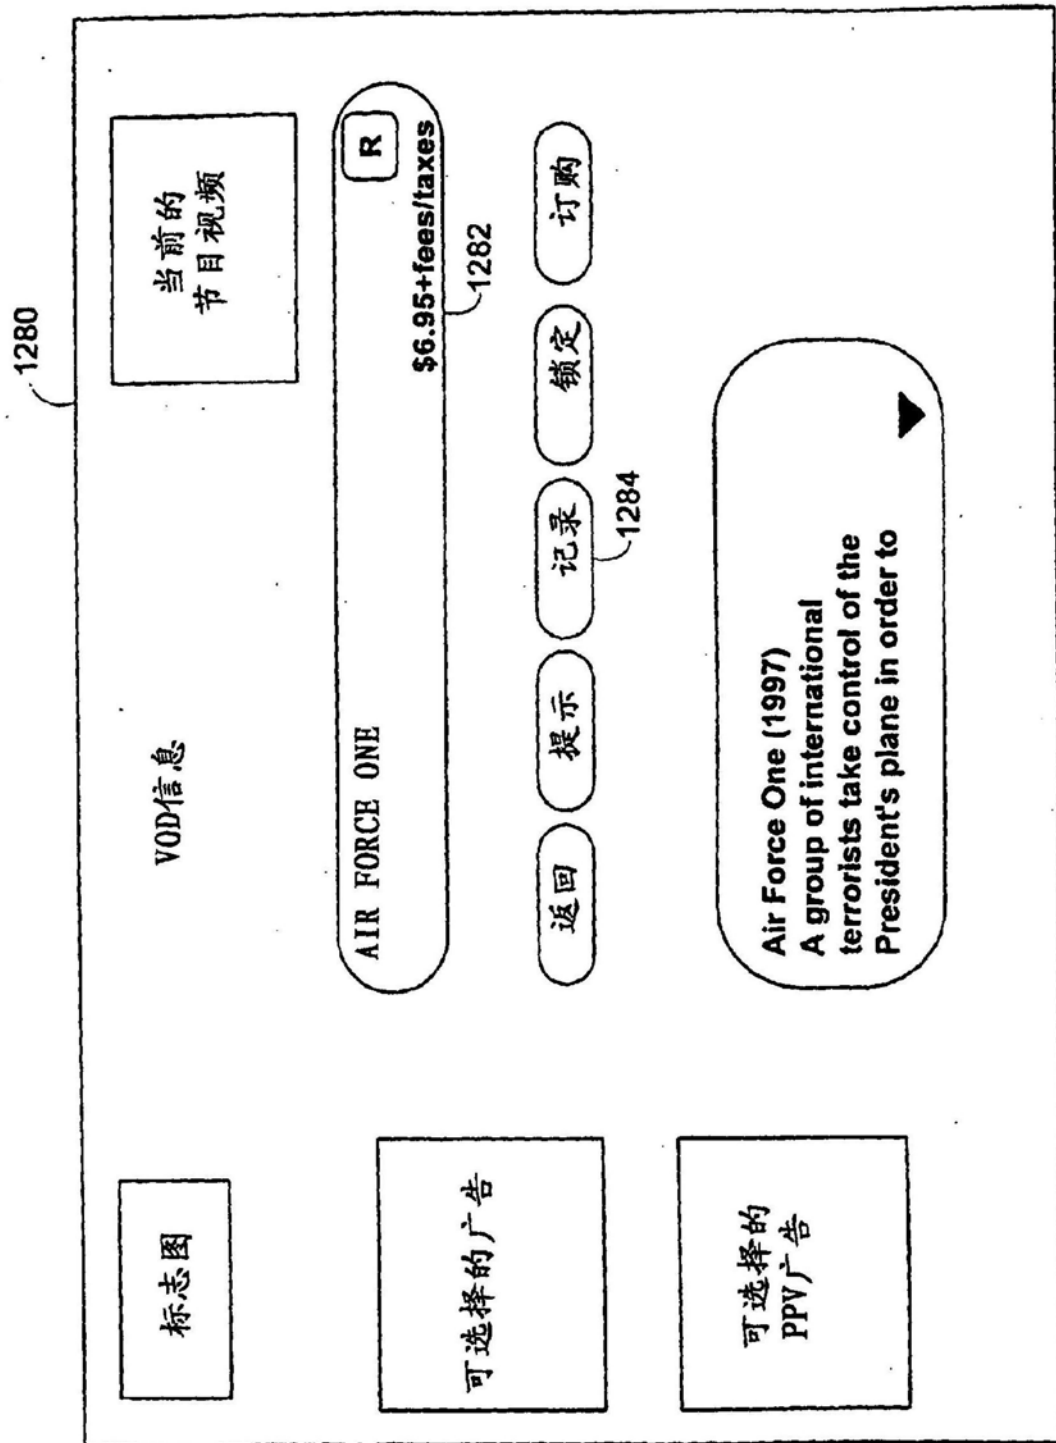 1280
标志图
VOD信息
当前的
节目视频
AIR FORCE ONE
R
$6.95+fees/taxes
1282
返回
提示
记录
锁定
订购
1284
可选择的广告
可选择的
PPV广告
Air Force One (1997)
A group of international
terrorists take control of the
President's plane in order to